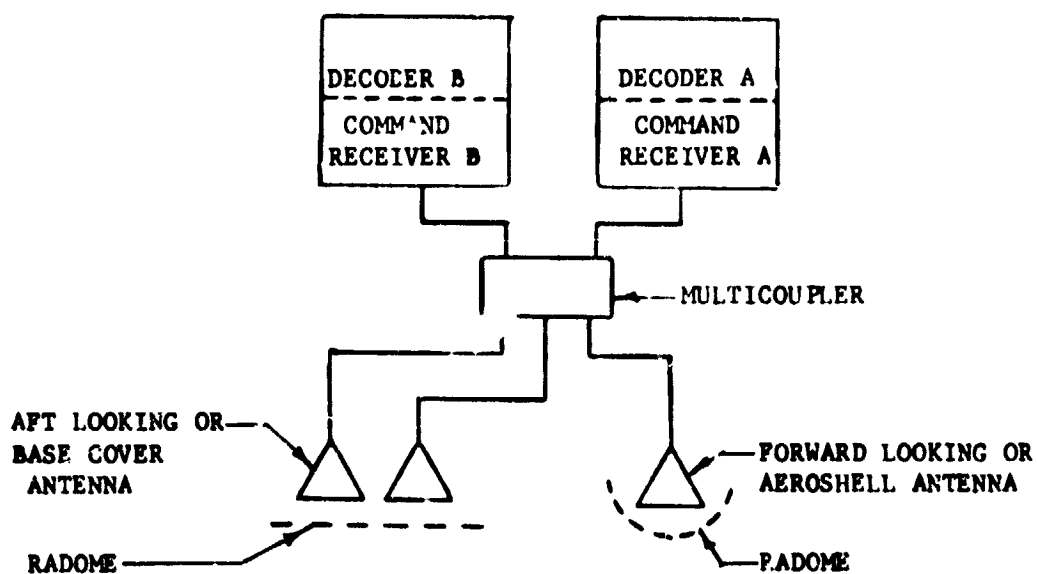 DECODER B
COMMAND
RECEIVER B
DECODER A
COMMAND
RECEIVER A
MULTICOUPLER
AFT LOOKING OR
BASE COVER
ANTENNA
FORWARD LOOKING OR
AEROSHELL ANTENNA
RADOME
RADOME